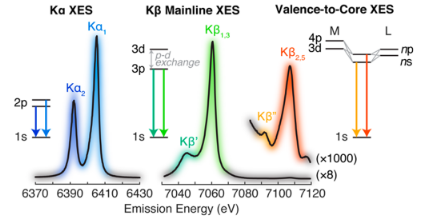 Kα XES
Kβ Mainline XES
Valence-to-Core XES
Kα₁
Kα₂
2p
1s
3d
p-d
exchange
3p
1s
Kβ₁,₃
Kβ'
Kβ₂,₅
Kβ"
4p
3d
M
L
np
ns
1s
(×1000)
(×8)
6370 6390 6410 6430 7040 7060 7080 7100 7120
Emission Energy (eV)